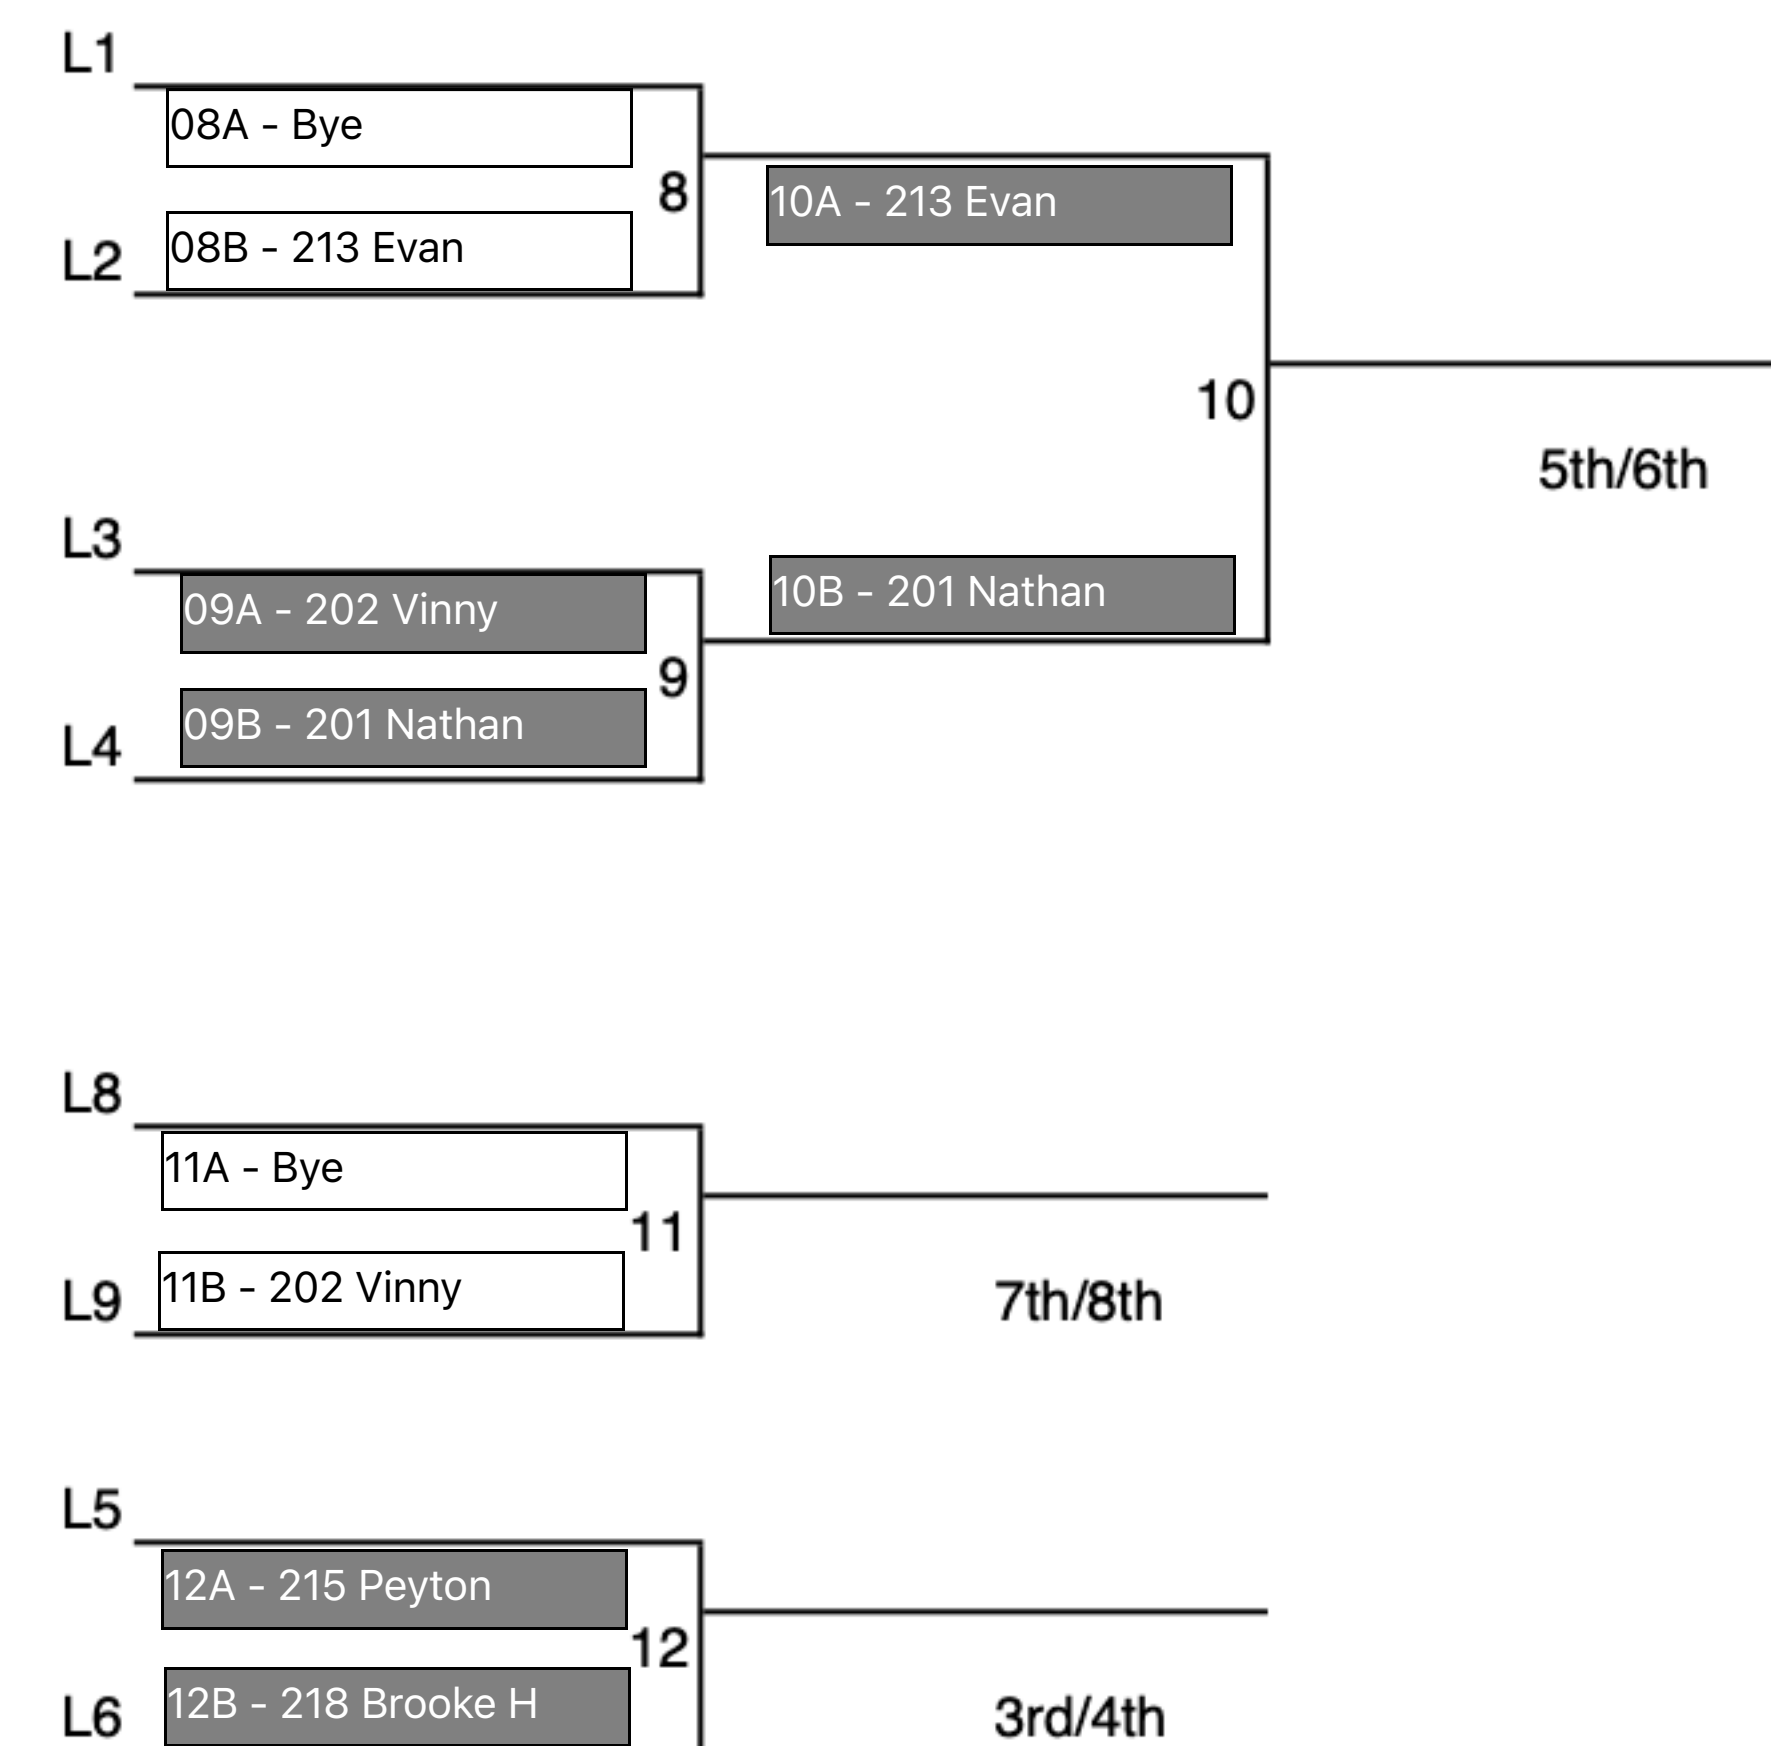 L1
08A - Bye
8
10A - 213 Evan
L2
08B - 213 Evan
10
5th/6th
L3
09A - 202 Vinny
10B - 201 Nathan
9
L4
09B - 201 Nathan
L8
11A - Bye
11
L9
11B - 202 Vinny
7th/8th
L5
12A - 215 Peyton
12
L6
12B - 218 Brooke H
3rd/4th